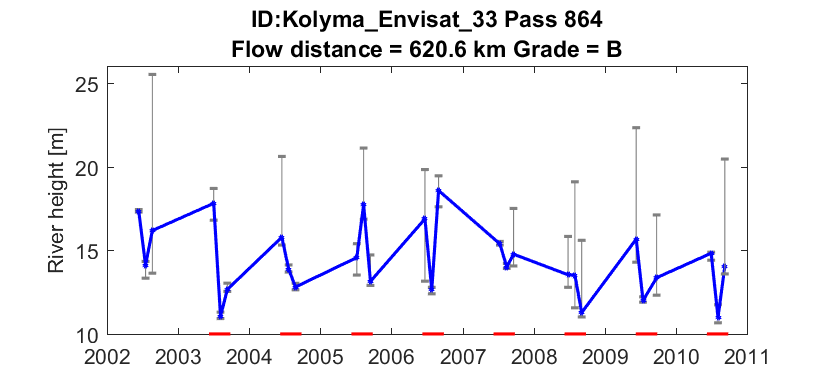 ID:Kolyma_Envisat_33 Pass 864
Flow distance = 620.6 km Grade = B
River height [m]
25
20
15
10
2002 2003 2004 2005 2006 2007 2008 2009 2010 2011